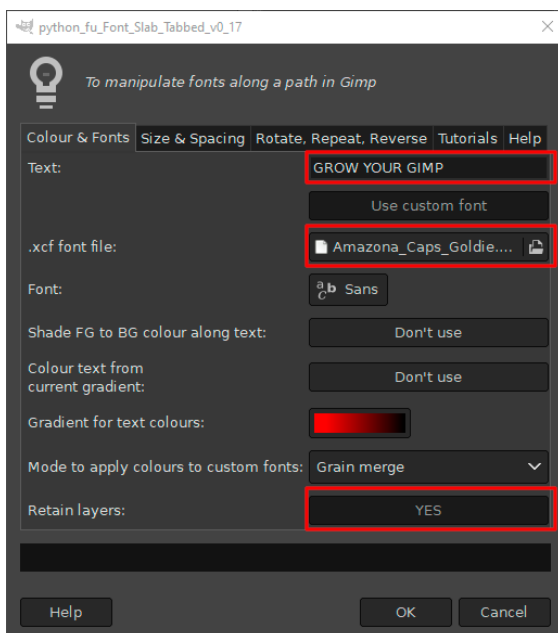 python_fu_Font_Slab_Tabbed_v0_17
To manipulate fonts along a path in Gimp
Colour & Fonts Size & Spacing Rotate, Repeat, Reverse Tutorials Help
Text: GROW YOUR GIMP
Use custom font
.xcf font file: Amazona_Caps_Goldie....
Font: Sans
Shade FG to BG colour along text: Don't use
Colour text from
current gradient: Don't use
Gradient for text colours:
Mode to apply colours to custom fonts: Grain merge
Retain layers: YES
Help OK Cancel